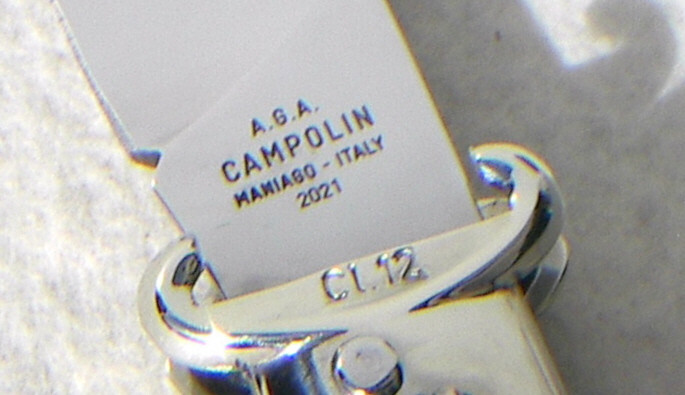 A.G.A.
CAMPOLIN
MANIAGO - ITALY
2021
Cl.12